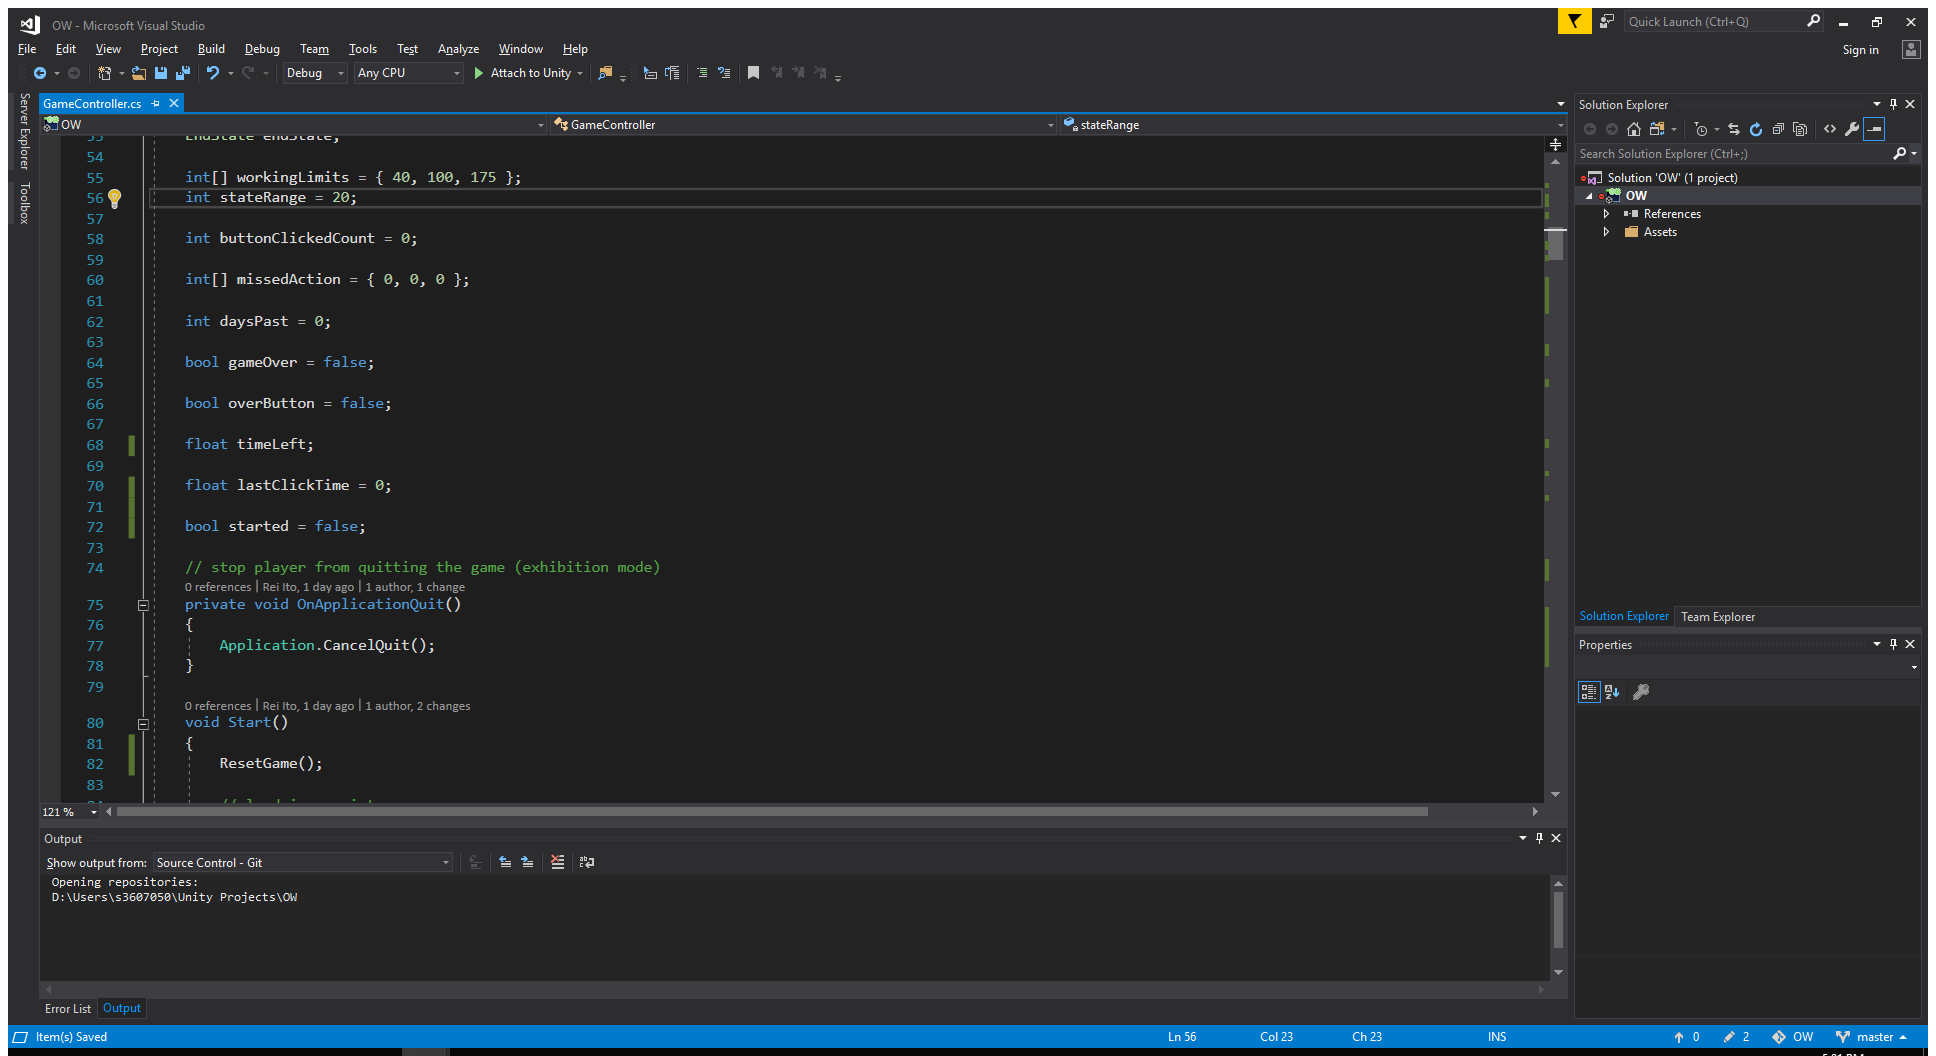 OW - Microsoft Visual Studio
Quick Launch (Ctrl+Q)
File Edit View Project Build Debug Team Tools Test Analyze Window Help
Sign in
Debug Any CPU Attach to Unity
Server Explorer
Toolbox
GameController.cs
OW GameController stateRange
53 EndState endState;
54
55 int[] workingLimits = { 40, 100, 175 };
56 int stateRange = 20;
57
58 int buttonClickedCount = 0;
59
60 int[] missedAction = { 0, 0, 0 };
61
62 int daysPast = 0;
63
64 bool gameOver = false;
65
66 bool overButton = false;
67
68 float timeLeft;
69
70 float lastClickTime = 0;
71
72 bool started = false;
73
74 // stop player from quitting the game (exhibition mode)
0 references | Rei Ito, 1 day ago | 1 author, 1 change
75 private void OnApplicationQuit()
76 {
77 Application.CancelQuit();
78 }
79
0 references | Rei Ito, 1 day ago | 1 author, 2 changes
80 void Start()
81 {
82 ResetGame();
83
121 %
Solution Explorer
Search Solution Explorer (Ctrl+;)
Solution 'OW' (1 project)
OW
References
Assets
Solution Explorer Team Explorer
Properties
Output
Show output from: Source Control - Git
Opening repositories:
D:\Users\s3607050\Unity Projects\OW
Error List Output
Item(s) Saved Ln 56 Col 23 Ch 23 INS 0 2 OW master